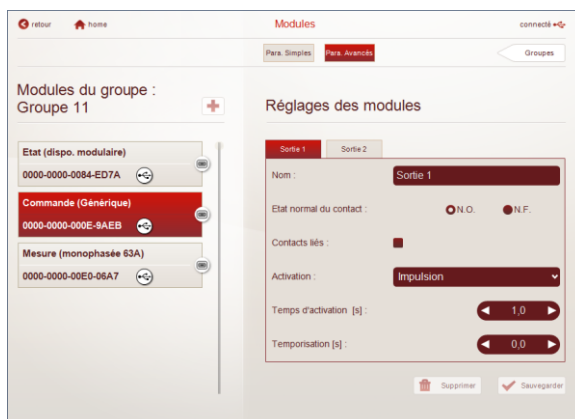 retour
home
Modules
connecté
Para. Simples
Para. Avancés
Groupes
Modules du groupe :
Groupe 11
Réglages des modules
Etat (dispo. modulaire)
0000-0000-0084-ED7A
Commande (Générique)
0000-0000-000E-9AEB
Mesure (monophasée 63A)
0000-0000-00E0-06A7
Sortie 1
Sortie 2
Nom :
Sortie 1
Etat normal du contact :
N.O.
N.F.
Contacts liés :
Activation :
Impulsion
Temps d'activation [s] :
1,0
Temporisation [s] :
0,0
Supprimer
Sauvegarder